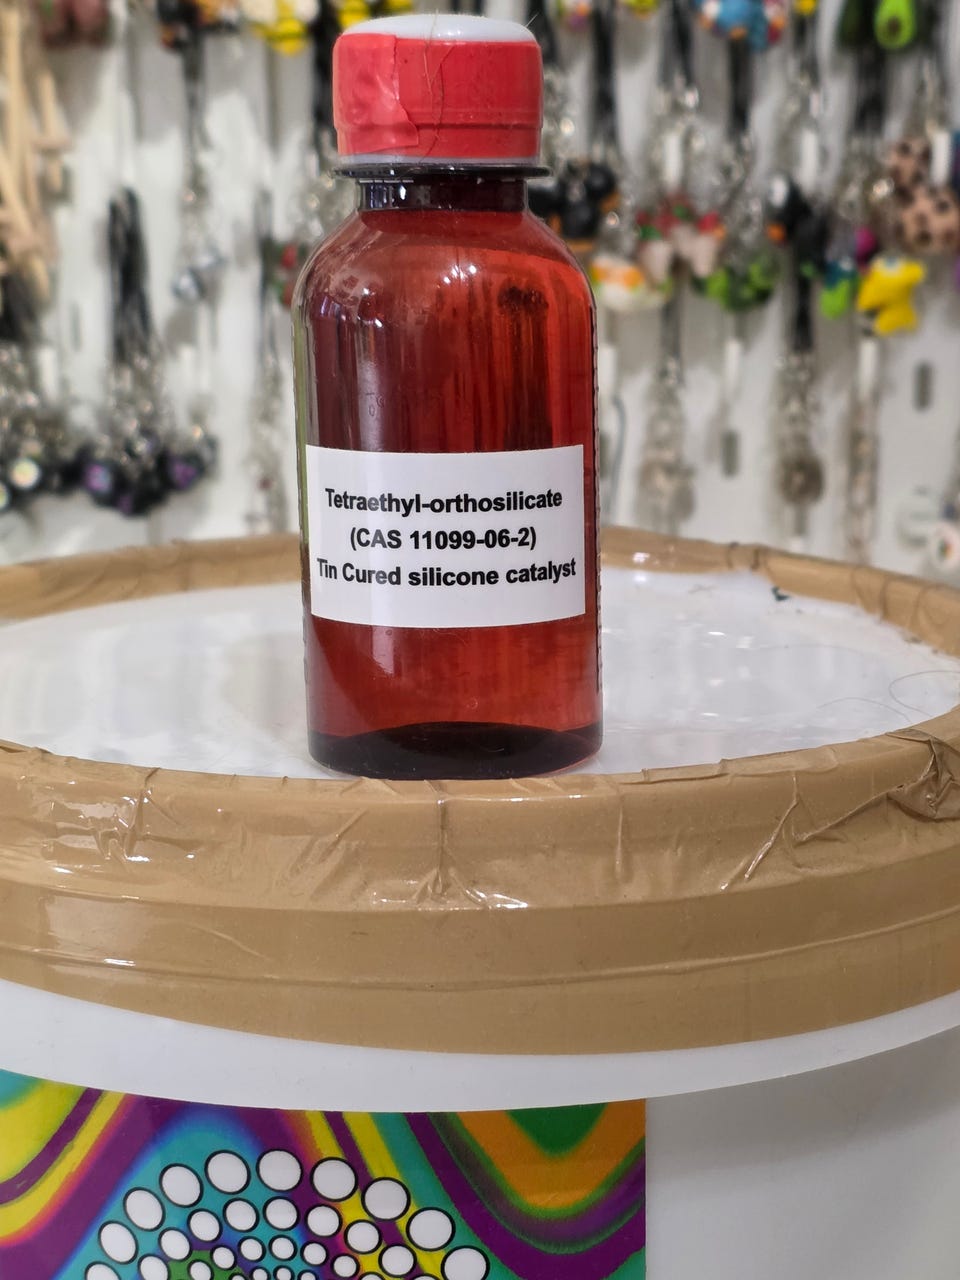 Tetraethyl-orthosilicate
(CAS 11099-06-2)
Tin Cured silicone catalyst